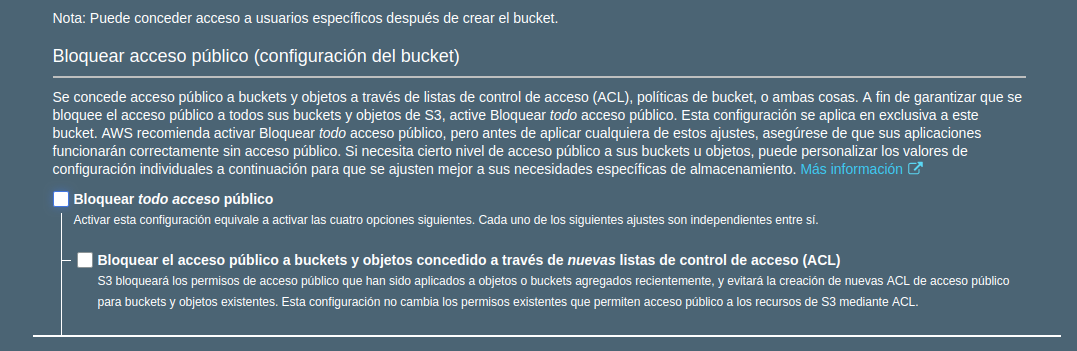 Nota: Puede conceder acceso a usuarios específicos después de crear el bucket.
Bloquear acceso público (configuración del bucket)
Se concede acceso público a buckets y objetos a través de listas de control de acceso (ACL), políticas de bucket, o ambas cosas. A fin de garantizar que se
bloquee el acceso público a todos sus buckets y objetos de S3, active Bloquear todo acceso público. Esta configuración se aplica en exclusiva a este
bucket. AWS recomienda activar Bloquear todo acceso público, pero antes de aplicar cualquiera de estos ajustes, asegúrese de que sus aplicaciones
funcionarán correctamente sin acceso público. Si necesita cierto nivel de acceso público a sus buckets u objetos, puede personalizar los valores de
configuración individuales a continuación para que se ajusten mejor a sus necesidades específicas de almacenamiento. Más información
Bloquear todo acceso público
Activar esta configuración equivale a activar las cuatro opciones siguientes. Cada uno de los siguientes ajustes son independientes entre sí.
Bloquear el acceso público a buckets y objetos concedido a través de nuevas listas de control de acceso (ACL)
S3 bloqueará los permisos de acceso público que han sido aplicados a objetos o buckets agregados recientemente, y evitará la creación de nuevas ACL de acceso público
para buckets y objetos existentes. Esta configuración no cambia los permisos existentes que permiten acceso público a los recursos de S3 mediante ACL.